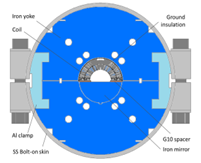 Iron yoke
Coil
Ground
insulation
Al clamp
SS Bolt-on skin
G10 spacer
Iron mirror